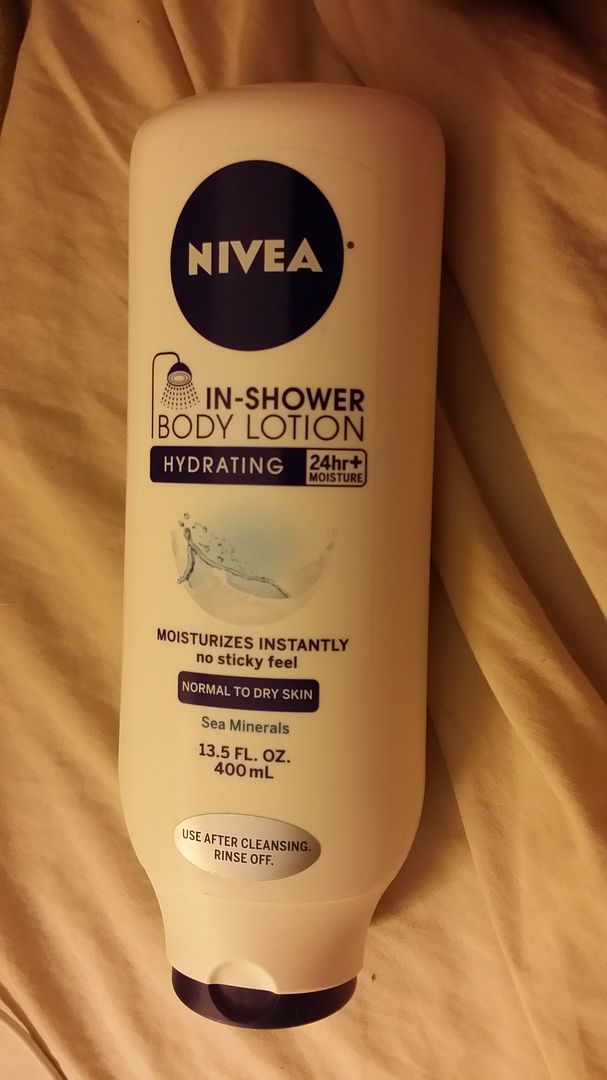 NIVEA
IN-SHOWER
BODY LOTION
HYDRATING 24hr+
MOISTURE
MOISTURIZES INSTANTLY
no sticky feel
NORMAL TO DRY SKIN
Sea Minerals
13.5 FL. OZ.
400 mL
USE AFTER CLEANSING.
RINSE OFF.